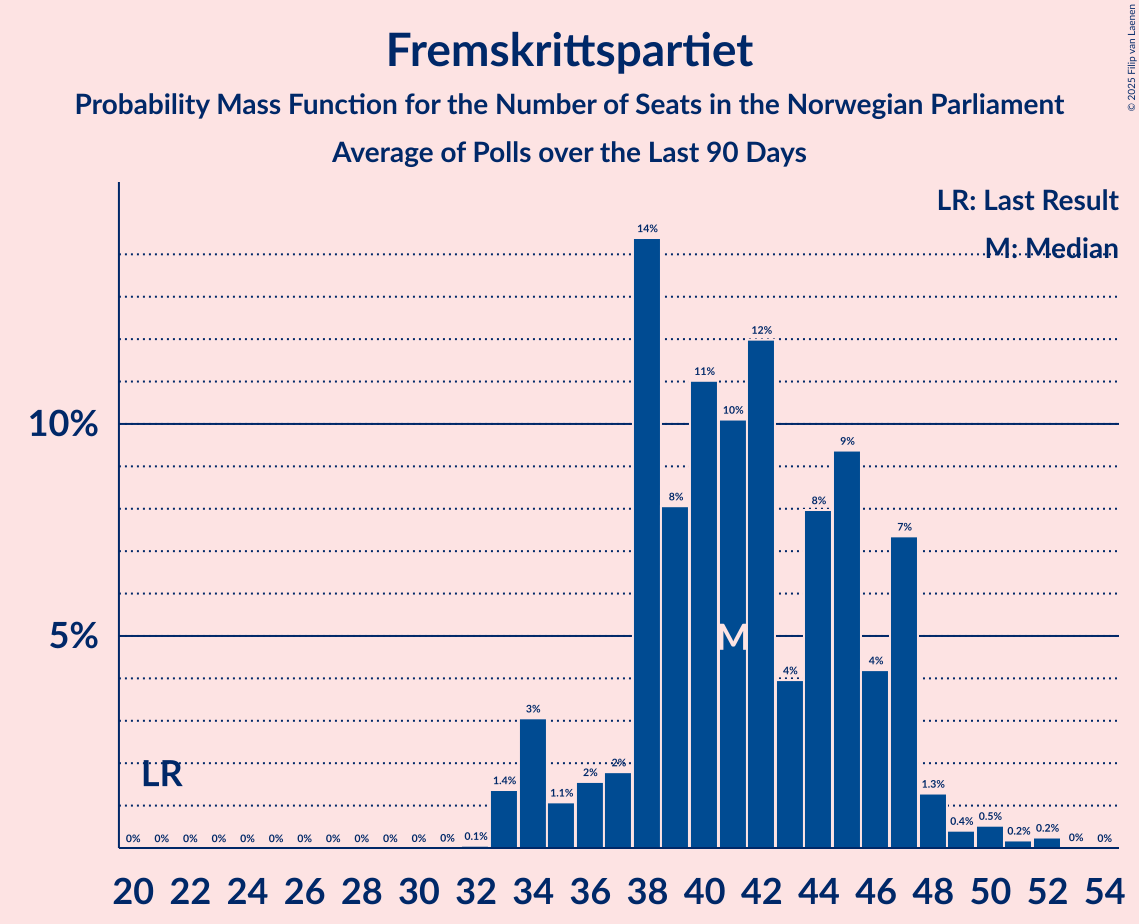 Fremskrittspartiet
Probability Mass Function for the Number of Seats in the Norwegian Parliament
Average of Polls over the Last 90 Days
© 2025 Filip van Laenen
LR: Last Result
M: Median
14%
12%
11%
10%
10%
9%
8%
8%
7%
5%
M
4%
4%
3%
LR
2%
2%
1.4%
1.1%
1.3%
0.4%
0.5%
0.2%
0.2%
0% 0% 0% 0% 0% 0% 0% 0% 0% 0% 0% 0% 0.1% 0% 0%
20 22 24 26 28 30 32 34 36 38 40 42 44 46 48 50 52 54